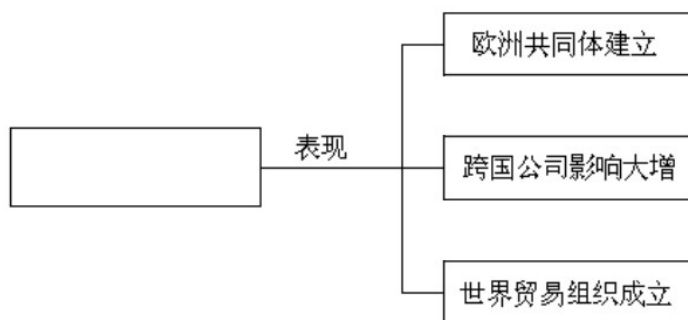 欧洲共同体建立
表现
跨国公司影响大增
世界贸易组织成立